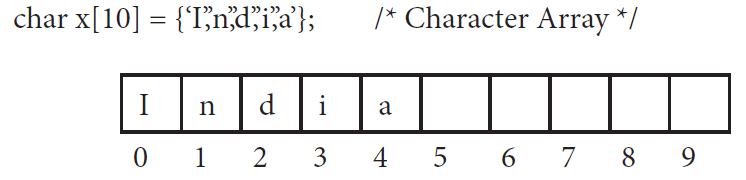 char x[10] = {‘I’,’n’,’d’,’i’,’a’}; /* Character Array */
I n d i a
0 1 2 3 4 5 6 7 8 9